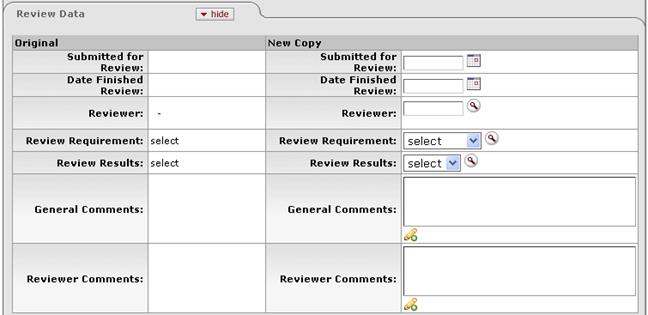 Review Data
hide
Original New Copy
Submitted for Submitted for
Review: Review:
Date Finished Date Finished
Review: Review:
Reviewer: - Reviewer:
Review Requirement: select Review Requirement: select
Review Results: select Review Results: select
General Comments: General Comments:
Reviewer Comments: Reviewer Comments: